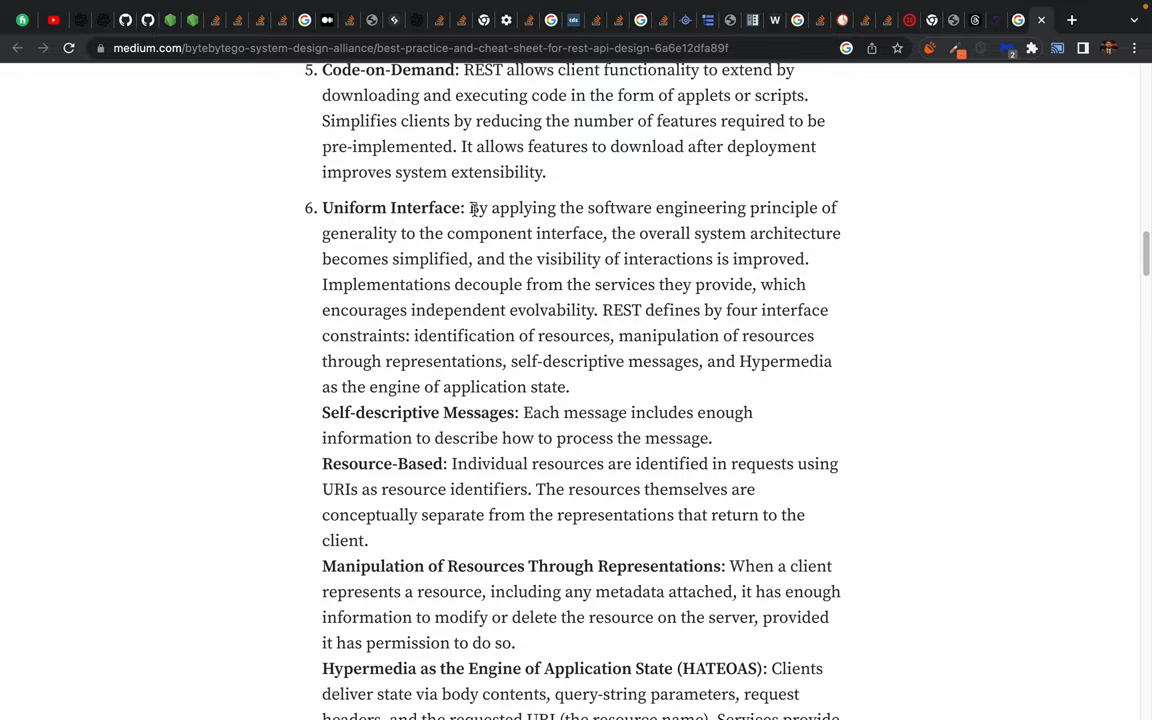 medium.com/bytebytego-system-design-alliance/best-practice-and-cheat-sheet-for-rest-api-design-6a6e12dfa89f
5. Code-on-Demand: REST allows client functionality to extend by
downloading and executing code in the form of applets or scripts.
Simplifies clients by reducing the number of features required to be
pre-implemented. It allows features to download after deployment
improves system extensibility.
6. Uniform Interface: By applying the software engineering principle of
generality to the component interface, the overall system architecture
becomes simplified, and the visibility of interactions is improved.
Implementations decouple from the services they provide, which
encourages independent evolvability. REST defines by four interface
constraints: identification of resources, manipulation of resources
through representations, self-descriptive messages, and Hypermedia
as the engine of application state.
Self-descriptive Messages: Each message includes enough
information to describe how to process the message.
Resource-Based: Individual resources are identified in requests using
URIs as resource identifiers. The resources themselves are
conceptually separate from the representations that return to the
client.
Manipulation of Resources Through Representations: When a client
represents a resource, including any metadata attached, it has enough
information to modify or delete the resource on the server, provided
it has permission to do so.
Hypermedia as the Engine of Application State (HATEOAS): Clients
deliver state via body contents, query-string parameters, request
headers, and the requested URI (the resource name). Services provide